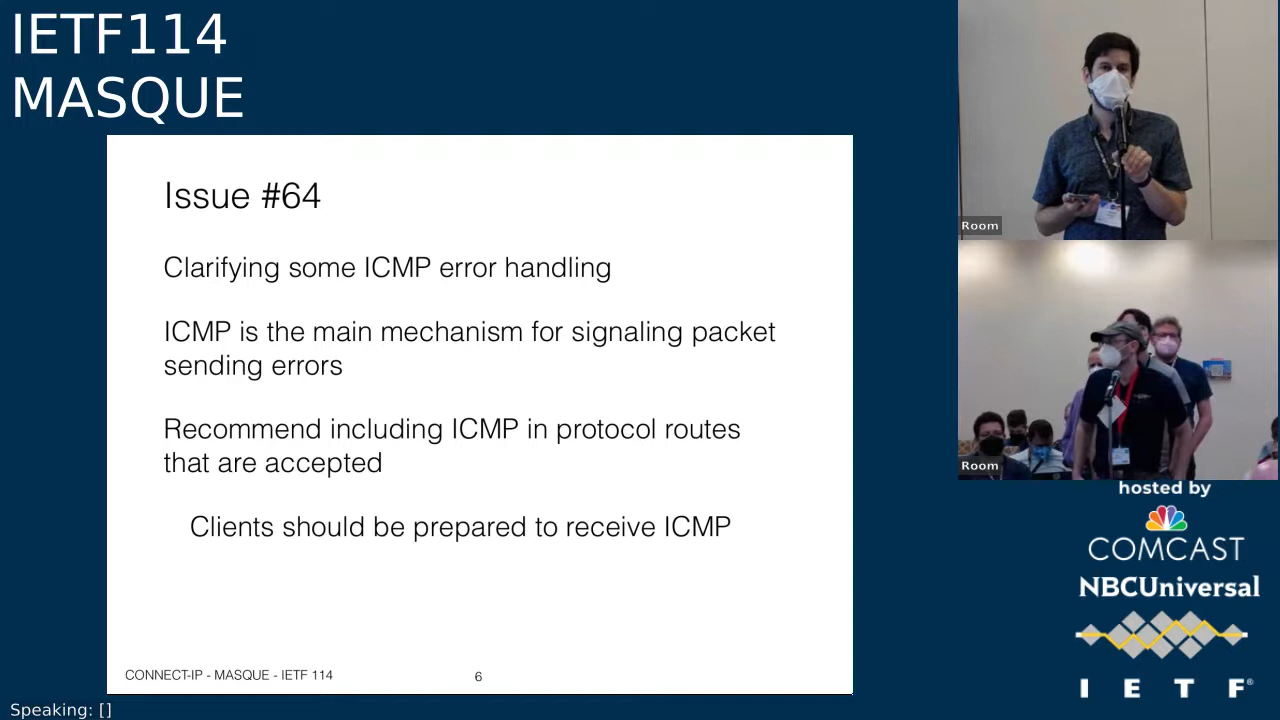 IETF114
MASQUE
Issue #64
Clarifying some ICMP error handling
ICMP is the main mechanism for signaling packet
sending errors
Recommend including ICMP in protocol routes
that are accepted
Clients should be prepared to receive ICMP
CONNECT-IP - MASQUE - IETF 114
6
Speaking: []
Room
Room
hosted by
COMCAST
NBCUniversal
I E T F®